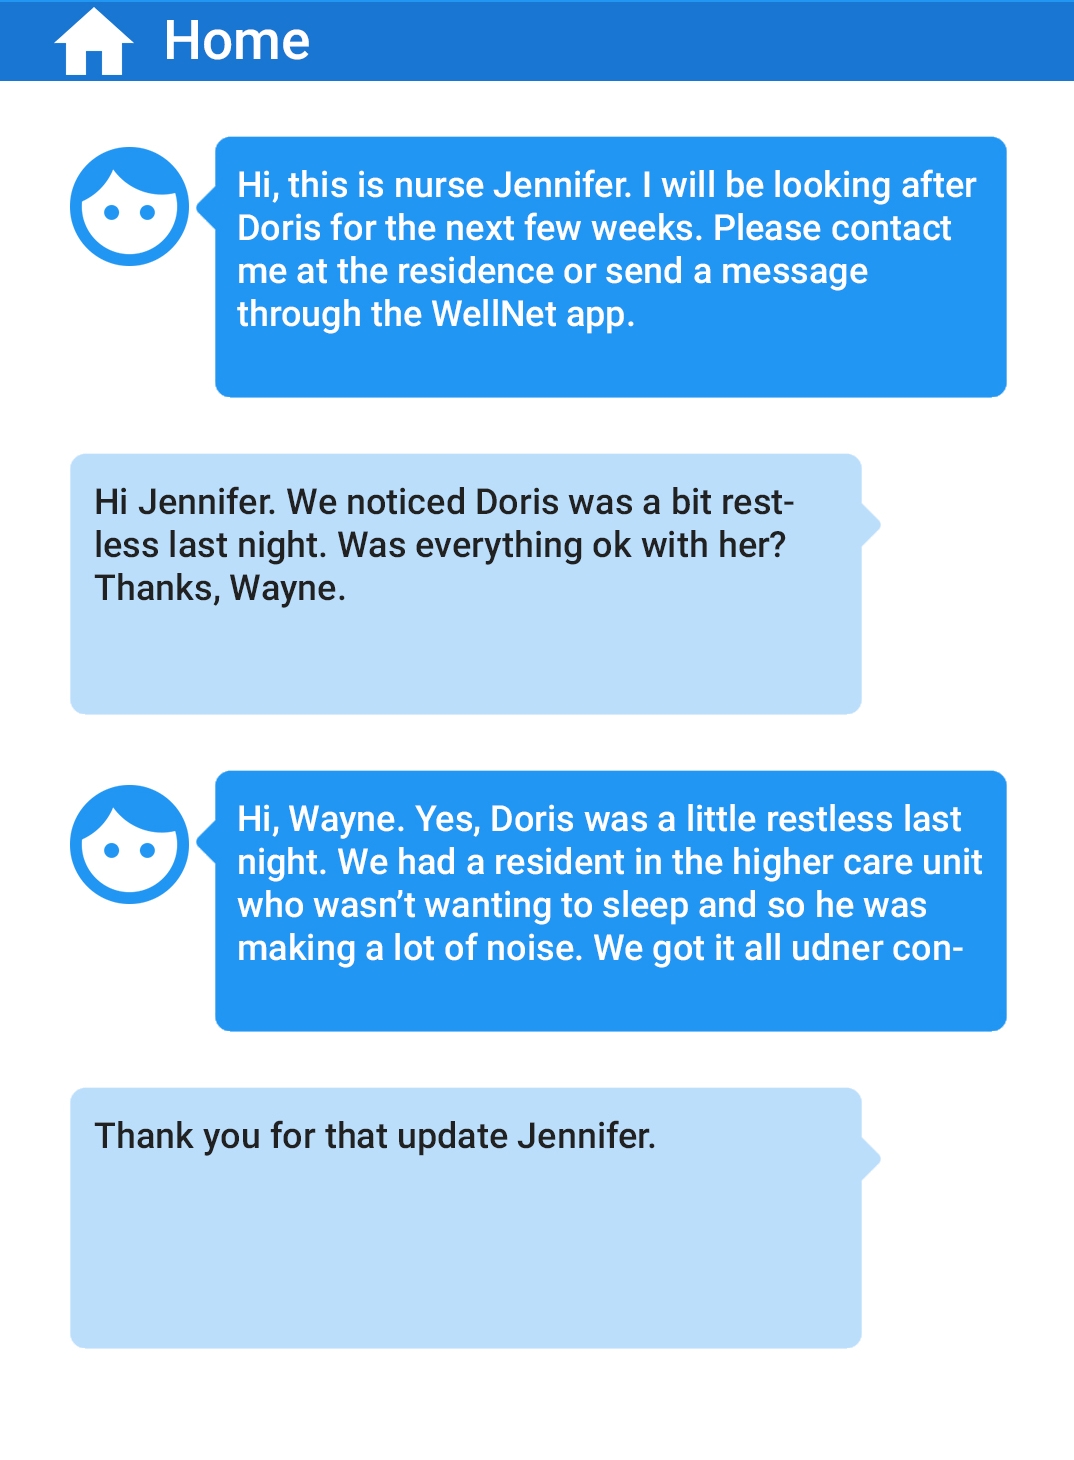 Home
Hi, this is nurse Jennifer. I will be looking after
Doris for the next few weeks. Please contact
me at the residence or send a message
through the WellNet app.
Hi Jennifer. We noticed Doris was a bit rest-
less last night. Was everything ok with her?
Thanks, Wayne.
Hi, Wayne. Yes, Doris was a little restless last
night. We had a resident in the higher care unit
who wasn’t wanting to sleep and so he was
making a lot of noise. We got it all udner con-
Thank you for that update Jennifer.